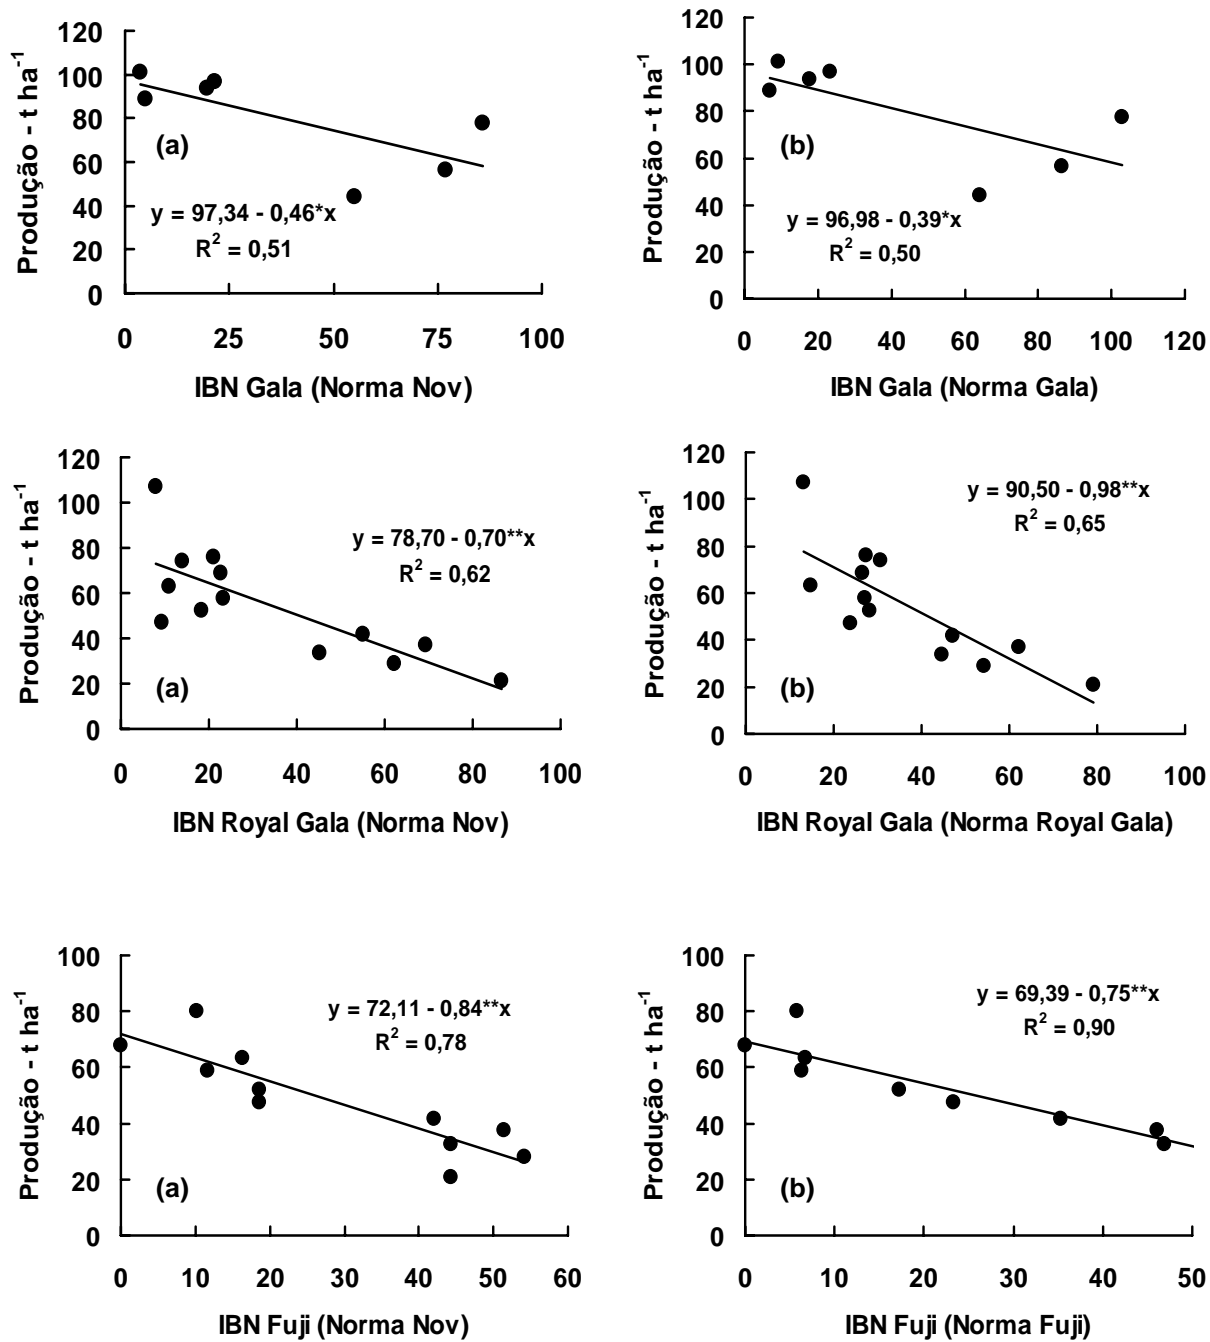 120
100
80
60
40
20
0
Produção - t ha⁻¹
(a)
y = 97,34 - 0,46*x
R² = 0,51
0 25 50 75 100
IBN Gala (Norma Nov)
120
100
80
60
40
20
0
Produção - t ha⁻¹
(b)
y = 96,98 - 0,39*x
R² = 0,50
0 20 40 60 80 100 120
IBN Gala (Norma Gala)
120
100
80
60
40
20
0
Produção - t ha⁻¹
y = 78,70 - 0,70**x
R² = 0,62
(a)
0 20 40 60 80 100
IBN Royal Gala (Norma Nov)
120
100
80
60
40
20
0
Produção - t ha⁻¹
y = 90,50 - 0,98**x
R² = 0,65
(b)
0 20 40 60 80 100
IBN Royal Gala (Norma Royal Gala)
100
80
60
40
20
0
Produção - t ha⁻¹
y = 72,11 - 0,84**x
R² = 0,78
(a)
0 10 20 30 40 50 60
IBN Fuji (Norma Nov)
100
80
60
40
20
0
Produção - t ha⁻¹
y = 69,39 - 0,75**x
R² = 0,90
(b)
0 10 20 30 40 50
IBN Fuji (Norma Fuji)